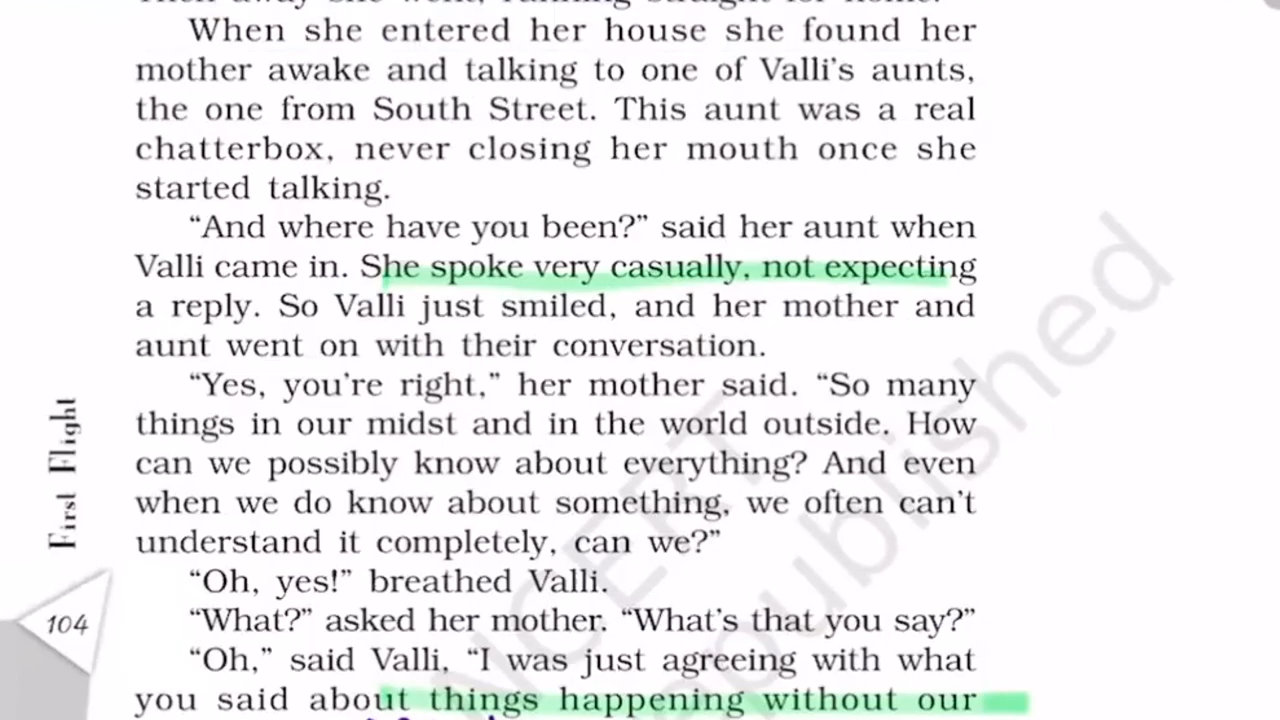 When she entered her house she found her
mother awake and talking to one of Valli's aunts,
the one from South Street. This aunt was a real
chatterbox, never closing her mouth once she
started talking.
“And where have you been?” said her aunt when
Valli came in. She spoke very casually, not expecting
a reply. So Valli just smiled, and her mother and
aunt went on with their conversation.
“Yes, you're right,” her mother said. “So many
things in our midst and in the world outside. How
can we possibly know about everything? And even
when we do know about something, we often can't
understand it completely, can we?”
“Oh, yes!” breathed Valli.
“What?” asked her mother. “What's that you say?”
“Oh,” said Valli, “I was just agreeing with what
you said about things happening without our
First Flight
104
NCERT
republished